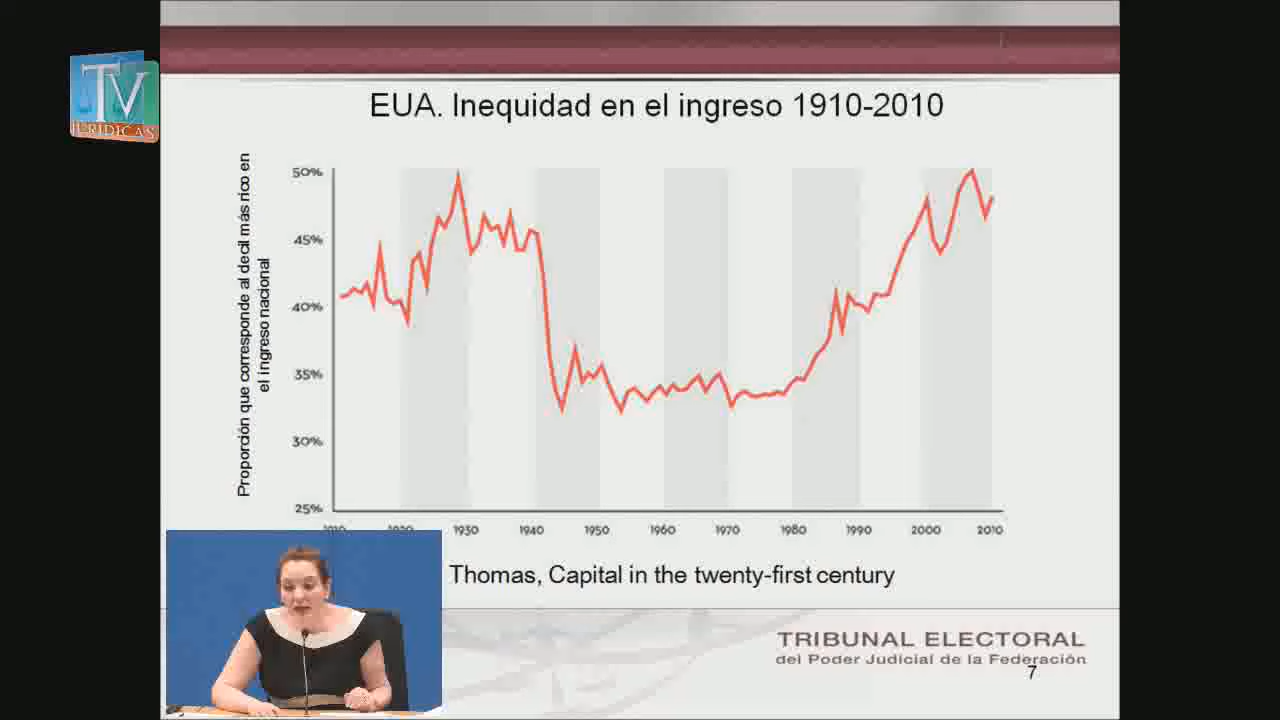 TV
JURIDICAS
EUA. Inequidad en el ingreso 1910-2010
Proporción que corresponde al decil más rico en
el ingreso nacional
50%
45%
40%
35%
30%
25%
1930
1940
1950
1960
1970
1980
1990
2000
2010
Thomas, Capital in the twenty-first century
TRIBUNAL ELECTORAL
del Poder Judicial de la Federación
7